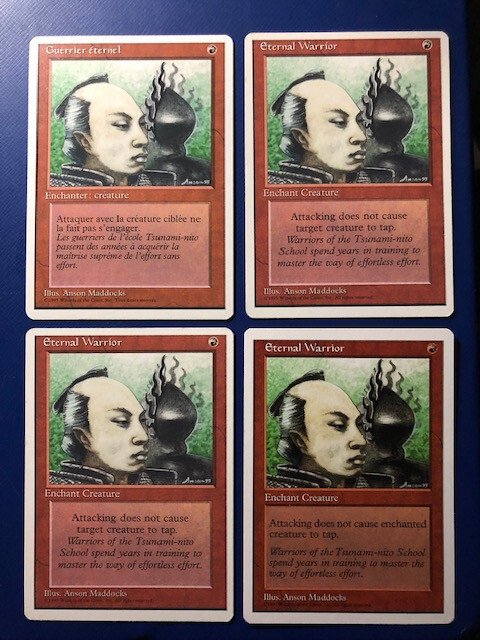 Guerrier éternel
Enchanter : créature
Attaquer avec la créature ciblée ne
la fait pas s'engager.
Les guerriers de l'école Tsunami-nito
passent des années à acquérir la
maîtrise suprême de l'effort sans
effort.
Illus. Anson Maddocks
Eternal Warrior
Enchant Creature
Attacking does not cause
target creature to tap.
Warriors of the Tsunami-nito
School spend years in training to
master the way of effortless effort.
Illus. Anson Maddocks
Eternal Warrior
Enchant Creature
Attacking does not cause
target creature to tap.
Warriors of the Tsunami-nito
School spend years in training to
master the way of effortless effort.
Illus. Anson Maddocks
Eternal Warrior
Enchant Creature
Attacking does not cause enchanted
creature to tap.
Warriors of the Tsunami-nito School
spend years in training to master the
way of effortless effort.
Illus. Anson Maddocks